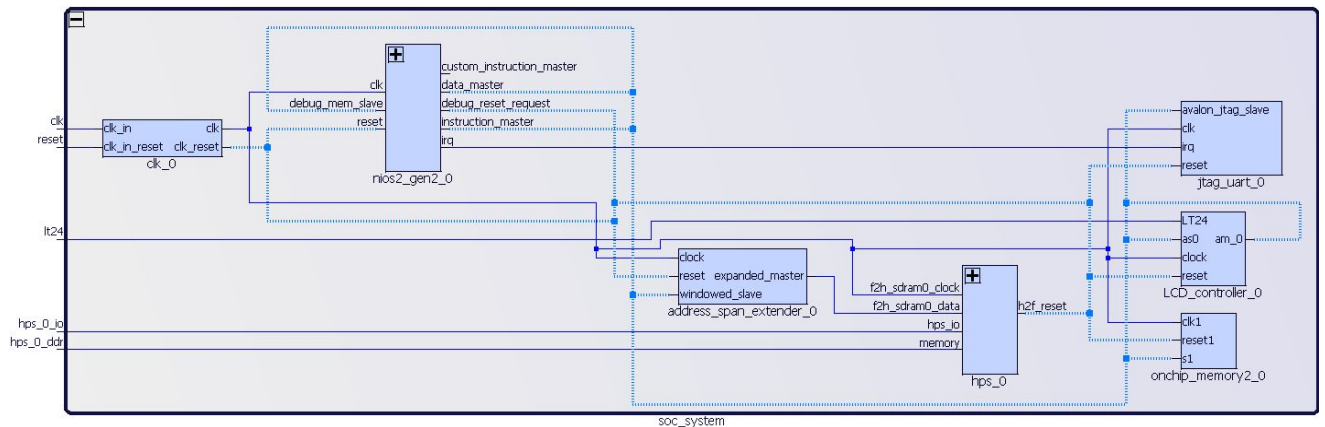 custom_instruction_master
clk data_master
debug_mem_slave debug_reset_request
reset instruction_master
irq
nios2_gen2_0
clk
reset
clk_in clk
clk_in_reset clk_reset
clk_0
avalon_jtag_slave
clk
irq
reset
jtag_uart_0
lt24
LT24
as0 am_0
clock
reset
LCD_controller_0
clock
reset expanded_master
windowed_slave
address_span_extender_0
f2h_sdram0_clock
f2h_sdram0_data h2f_reset
hps_io
memory
hps_0
hps_0_io
hps_0_ddr
clk1
reset1
s1
onchip_memory2_0
soc_system